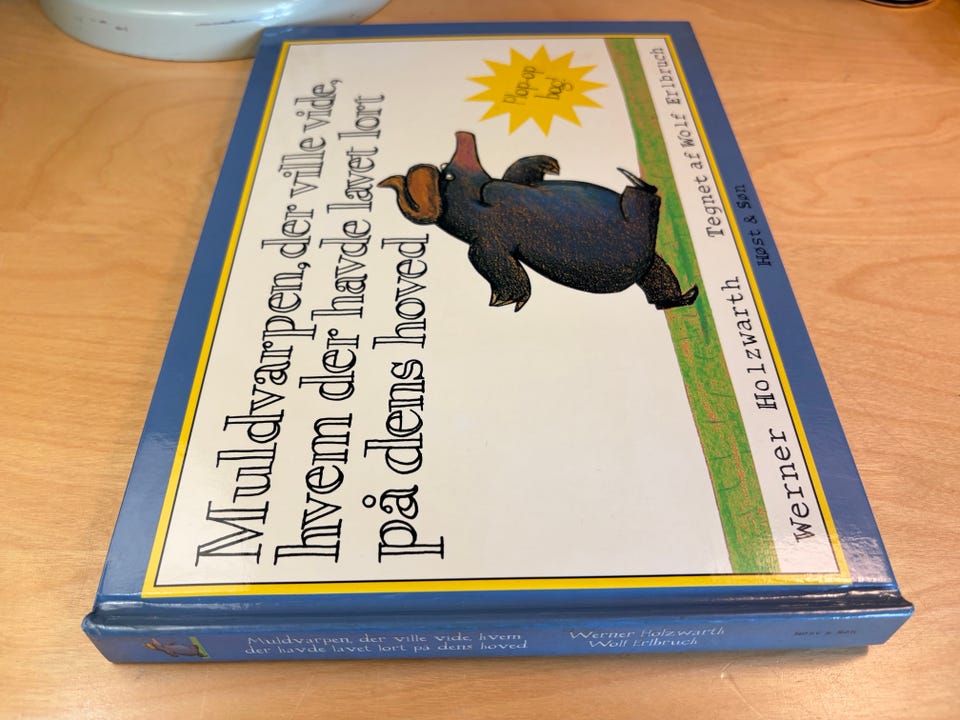 Muldvarpen, der ville vide,
hvem der havde lavet lort
på dens hoved
Plop-op
bog!
Werner Holzwarth Tegnet af Wolf Erlbruch
Høst & Søn
Muldvarpen, der ville vide, hvem
der havde lavet lort på dens hoved
Werner Holzwarth
Wolf Erlbruch
Høst & Søn